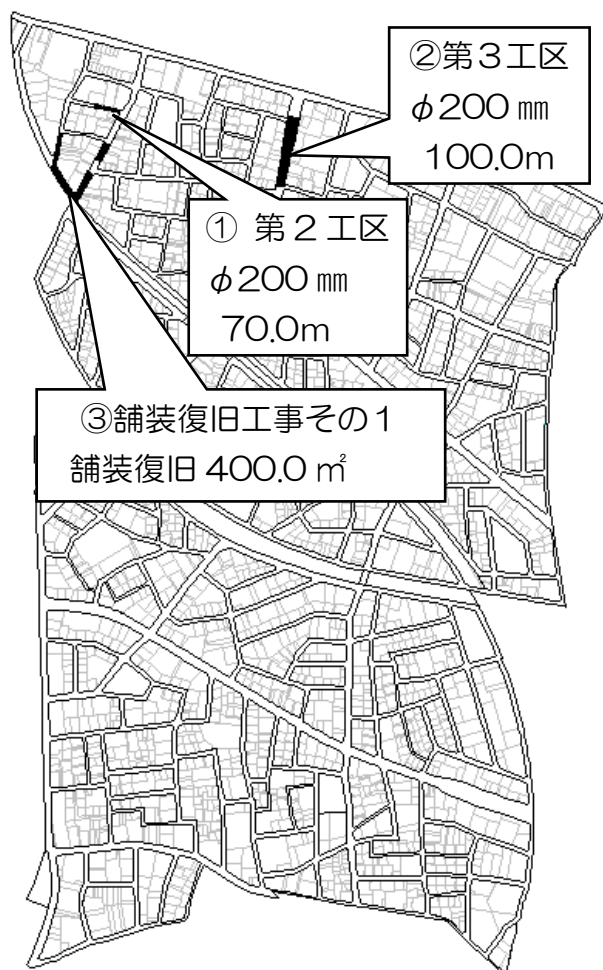 ②第3工区
φ200 ㎜
100.0m
① 第2工区
φ200 ㎜
70.0m
③舗装復旧工事その1
舗装復旧 400.0 ㎡